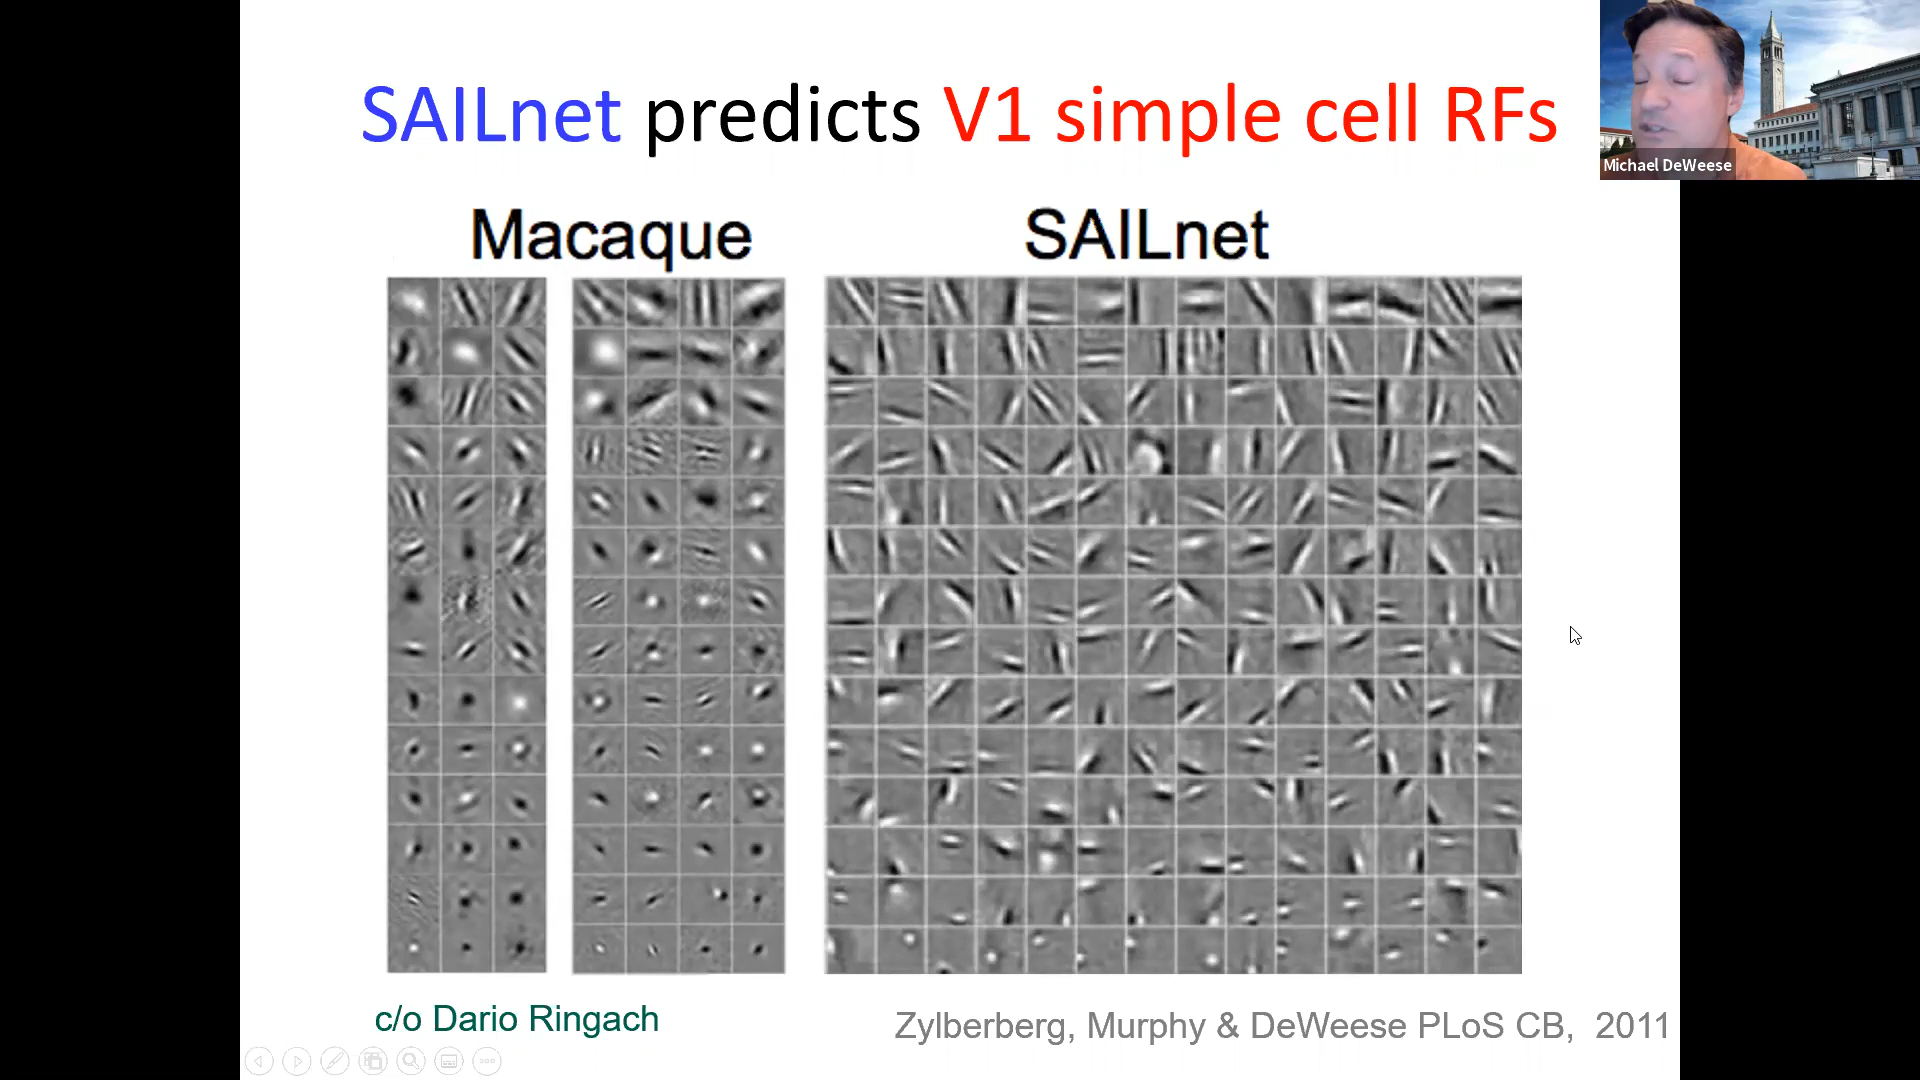 SAILnet predicts V1 simple cell RFs
Michael DeWeese
Macaque
SAILnet
c/o Dario Ringach
Zylberberg, Murphy & DeWeese PLoS CB, 2011